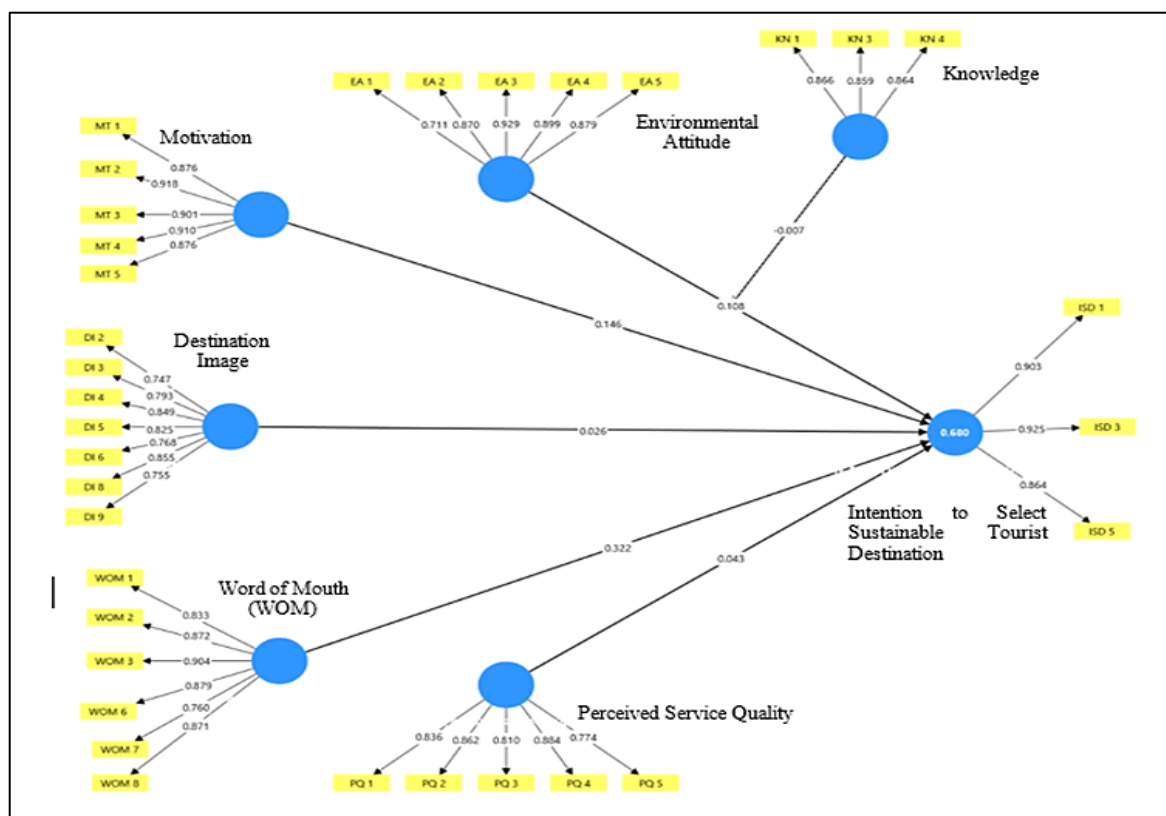 KN 1
KN 3
KN 4
0.866
0.859
0.864
Knowledge
EA 1
EA 2
EA 3
EA 4
EA 5
0.711
0.870
0.929
0.899
0.879
Environmental
Attitude
Motivation
MT 1
MT 2
MT 3
MT 4
MT 5
0.876
0.918
0.901
0.910
0.876
-0.007
0.108
0.146
Destination
Image
DI 2
DI 3
DI 4
DI 5
DI 6
DI 8
DI 9
0.747
0.793
0.849
0.825
0.768
0.855
0.755
0.026
0.680
ISD 1
ISD 3
ISD 5
0.903
0.925
0.864
Intention to Select
Sustainable Tourist
Destination
0.322
0.043
Word of Mouth
(WOM)
WOM 1
WOM 2
WOM 3
WOM 6
WOM 7
WOM 8
0.833
0.872
0.904
0.879
0.760
0.871
Perceived Service Quality
0.836
0.862
0.810
0.884
0.774
PQ 1
PQ 2
PQ 3
PQ 4
PQ 5